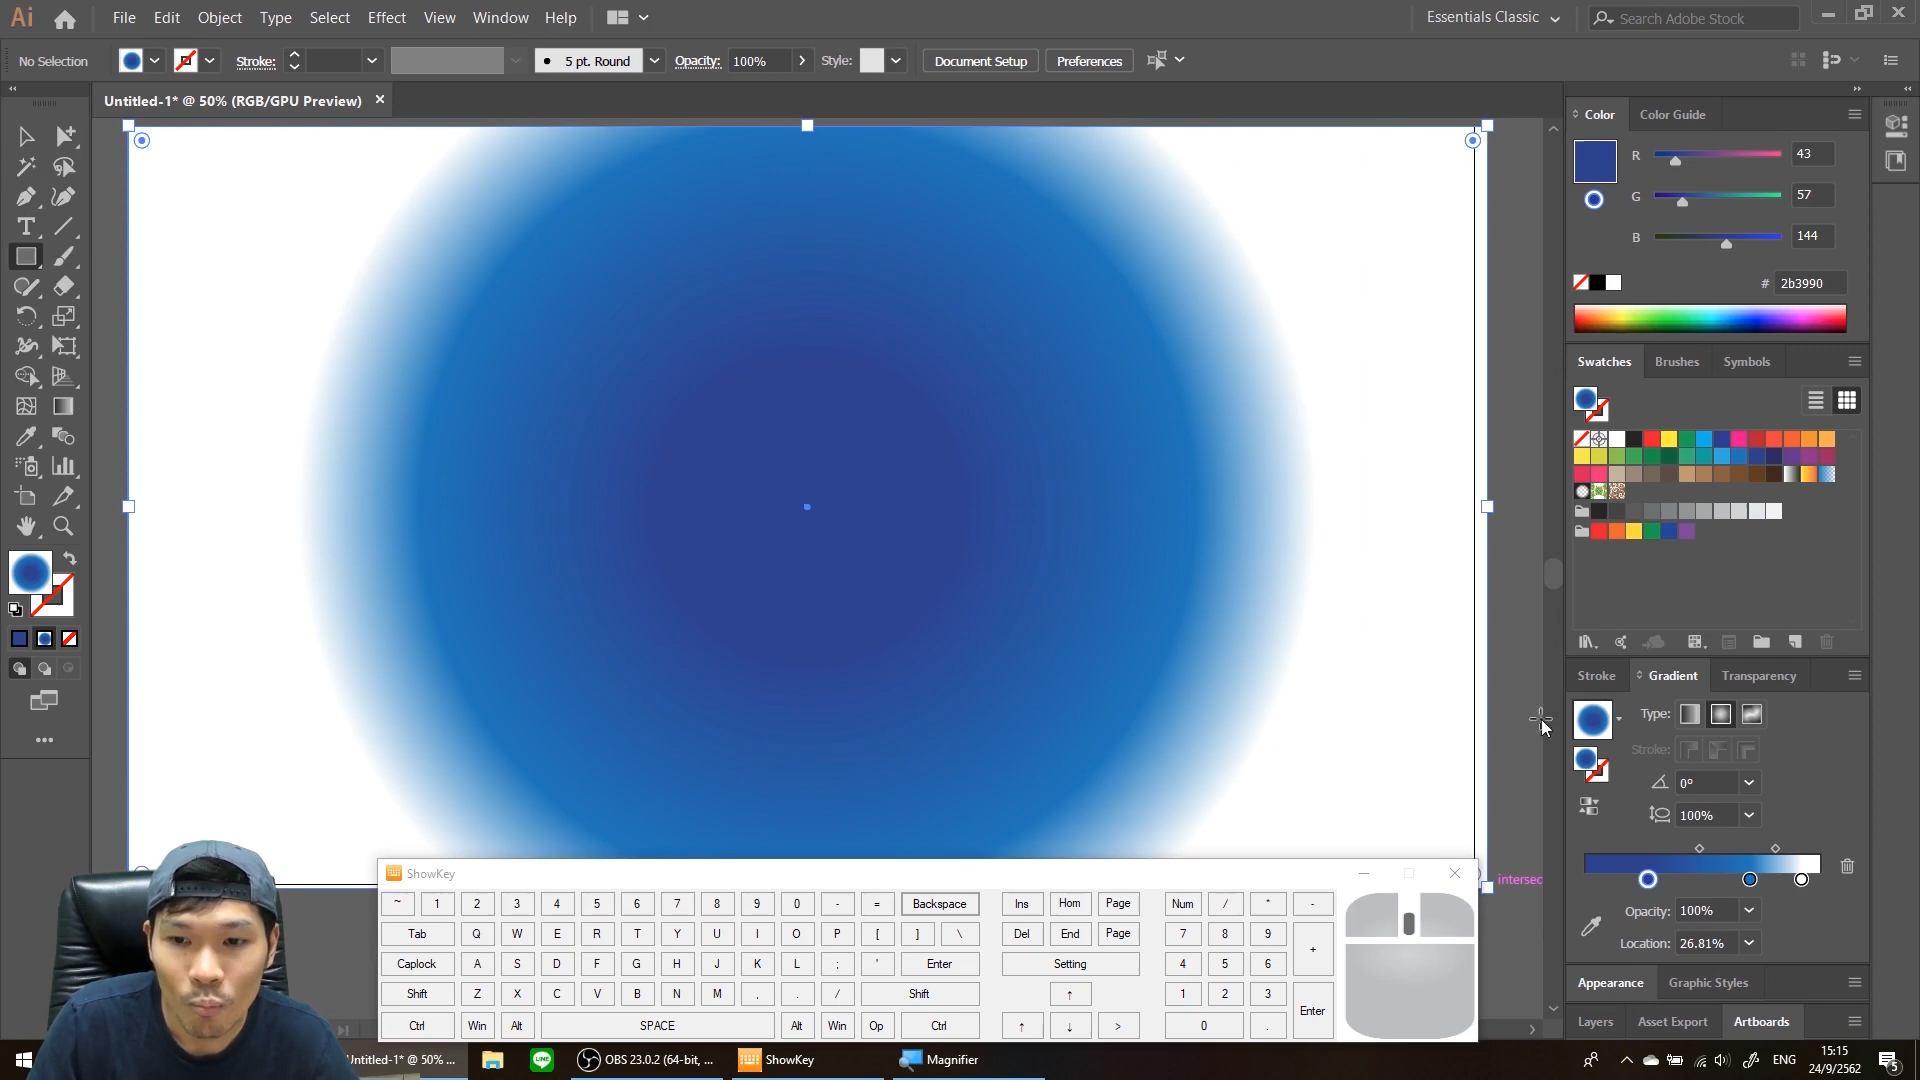 Ai File Edit Object Type Select Effect View Window Help Essentials Classic Search Adobe Stock
No Selection Stroke: 5 pt. Round Opacity: 100% Style: Document Setup Preferences
Untitled-1* @ 50% (RGB/GPU Preview)
Color Color Guide
R 43
G 57
B 144
# 2b3990
Swatches Brushes Symbols
Stroke Gradient Transparency
Type:
Stroke:
0°
100%
Opacity: 100%
Location: 26.81%
Appearance Graphic Styles
Layers Asset Export Artboards
intersec
ShowKey
~ 1 2 3 4 5 6 7 8 9 0 - = Backspace Ins Hom Page Num / * -
Tab Q W E R T Y U I O P [ ] \ Del End Page 7 8 9 +
Caplock A S D F G H J K L ; ' Enter Setting 4 5 6
Shift Z X C V B N M , . / Shift ↑ 1 2 3 Enter
Ctrl Win Alt SPACE Alt Win Op Ctrl ↑ ↓ > 0 .
Untitled-1* @ 50% ... LINE OBS 23.0.2 (64-bit, ... ShowKey Magnifier ENG 15:15
24/9/2562 5